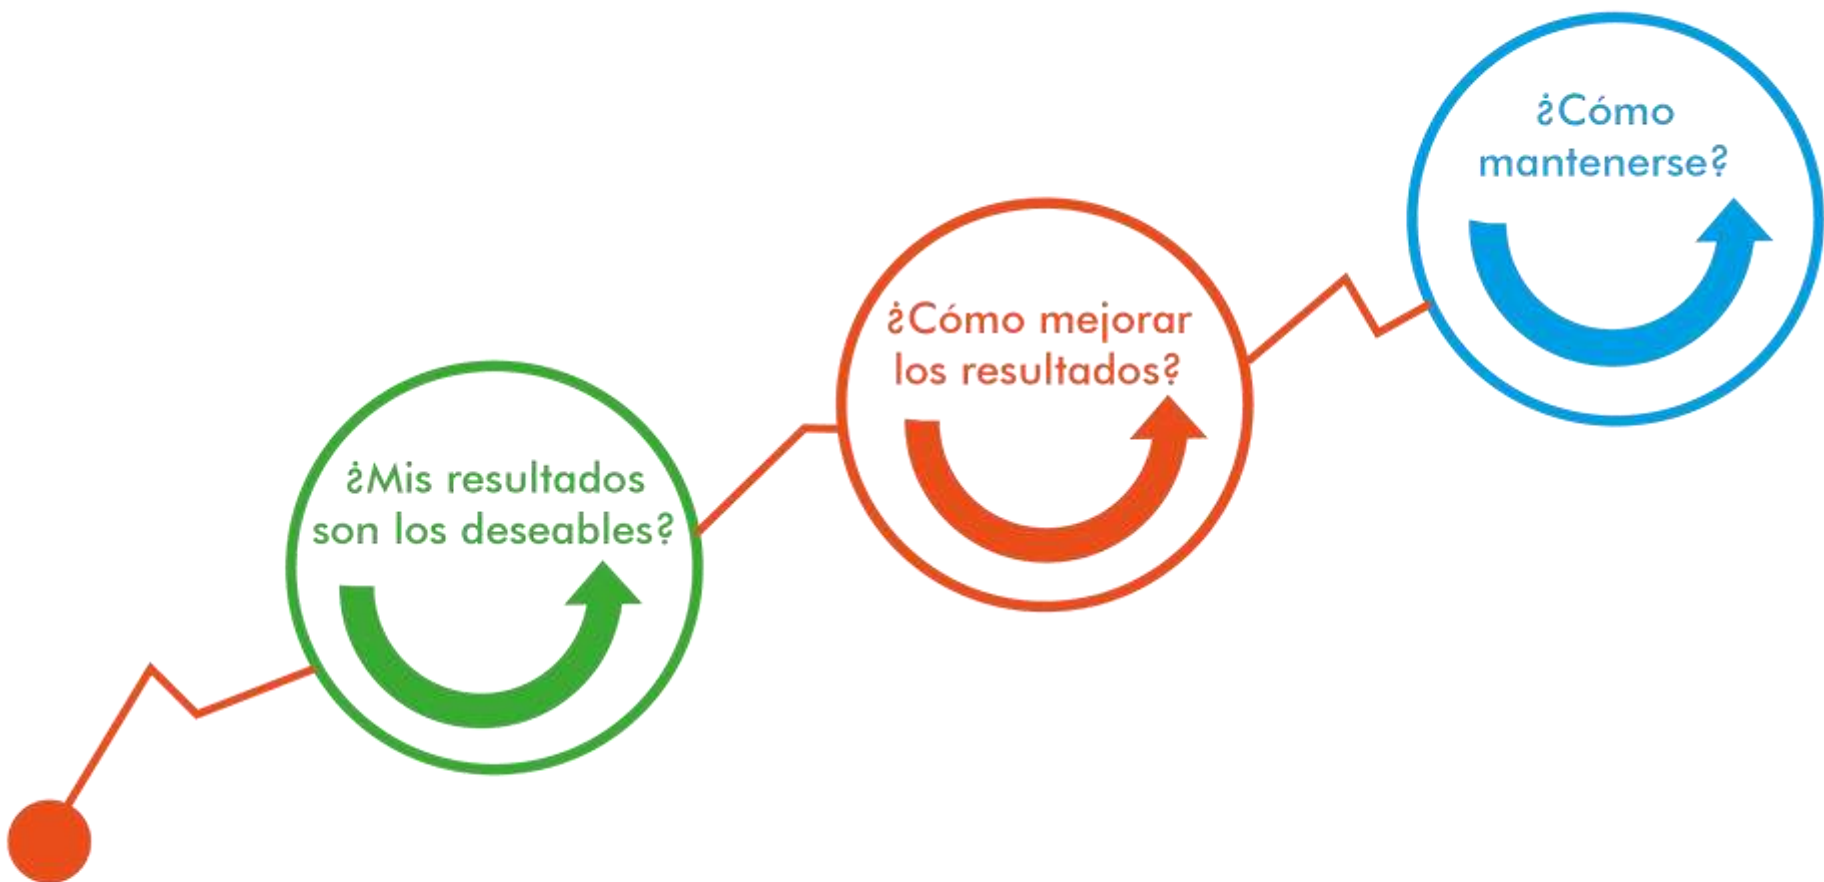 ¿Cómo
mantenerse?
¿Cómo mejorar
los resultados?
¿Mis resultados
son los deseables?